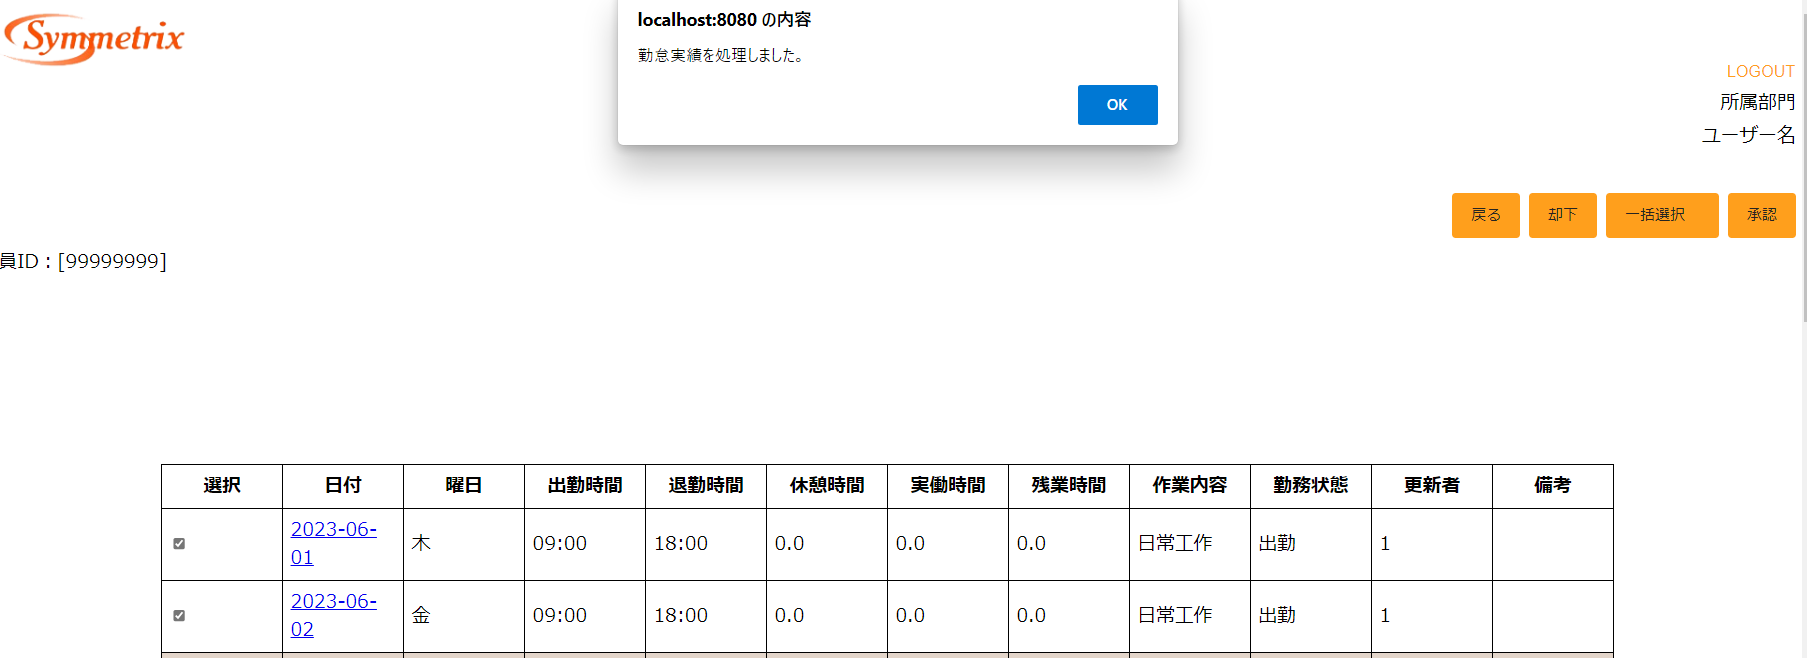 Symmetrix
localhost:8080 の内容
勤怠実績を処理しました。
OK
LOGOUT
所属部門
ユーザー名
戻る 却下 一括選択 承認
員ID：[99999999]
選択 日付 曜日 出勤時間 退勤時間 休憩時間 実働時間 残業時間 作業内容 勤務状態 更新者 備考
2023-06-
01 木 09:00 18:00 0.0 0.0 0.0 日常工作 出勤 1
2023-06-
02 金 09:00 18:00 0.0 0.0 0.0 日常工作 出勤 1